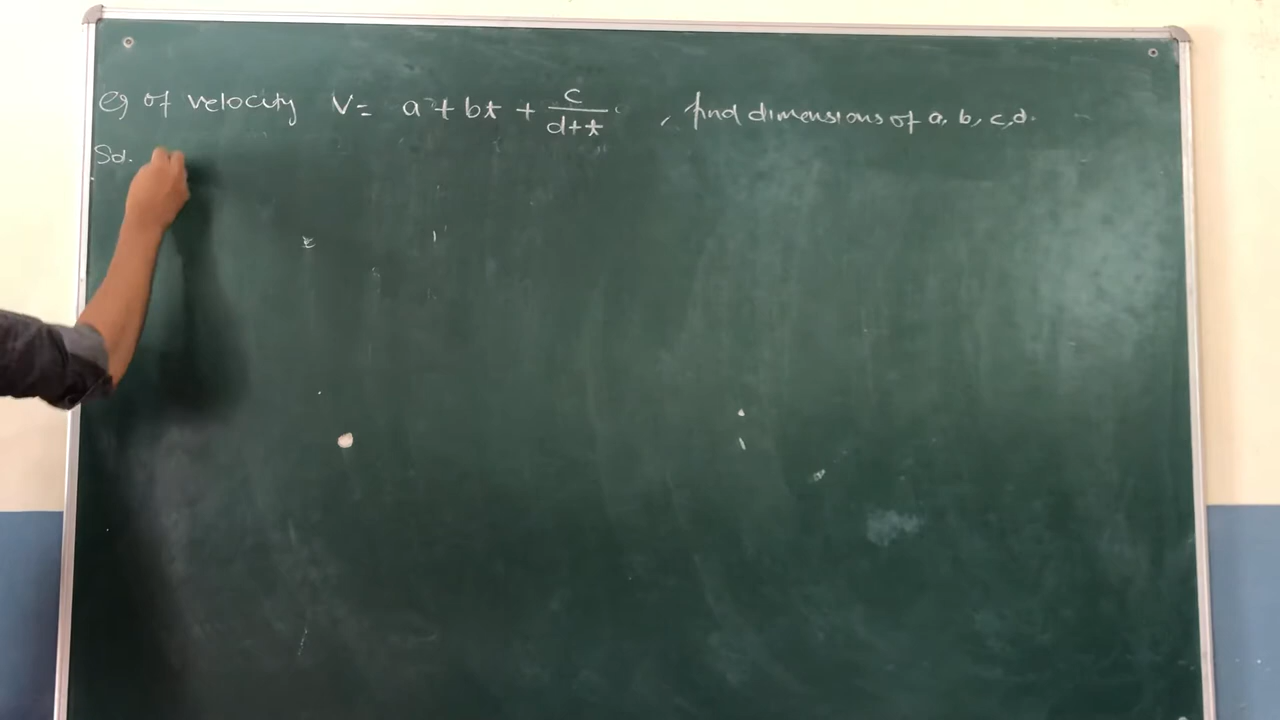 eq of velocity V = a + bt + c/(d+t) , find dimensions of a, b, c, d.
Sol.